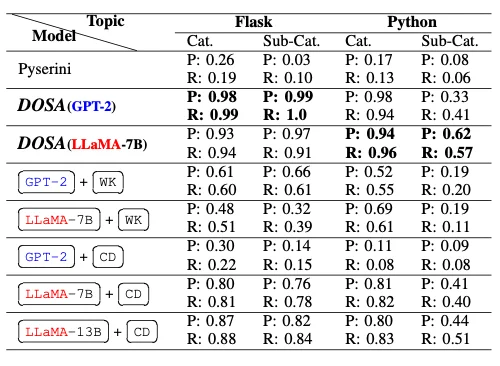 Topic Flask Python
Model Cat. Sub-Cat. Cat. Sub-Cat.
Pyserini P: 0.26 P: 0.03 P: 0.17 P: 0.08
R: 0.19 R: 0.10 R: 0.13 R: 0.06
DOSA(GPT-2) P: 0.98 P: 0.99 P: 0.98 P: 0.33
R: 0.99 R: 1.0 R: 0.94 R: 0.41
DOSA(LLaMA-7B) P: 0.93 P: 0.97 P: 0.94 P: 0.62
R: 0.94 R: 0.91 R: 0.96 R: 0.57
GPT-2 + WK P: 0.61 P: 0.66 P: 0.52 P: 0.19
R: 0.60 R: 0.61 R: 0.55 R: 0.20
LLaMA-7B + WK P: 0.48 P: 0.32 P: 0.69 P: 0.19
R: 0.51 R: 0.39 R: 0.61 R: 0.11
GPT-2 + CD P: 0.30 P: 0.14 P: 0.11 P: 0.09
R: 0.22 R: 0.15 R: 0.08 R: 0.08
LLaMA-7B + CD P: 0.80 P: 0.76 P: 0.81 P: 0.41
R: 0.81 R: 0.78 R: 0.82 R: 0.40
LLaMA-13B + CD P: 0.87 P: 0.82 P: 0.80 P: 0.44
R: 0.88 R: 0.84 R: 0.83 R: 0.51